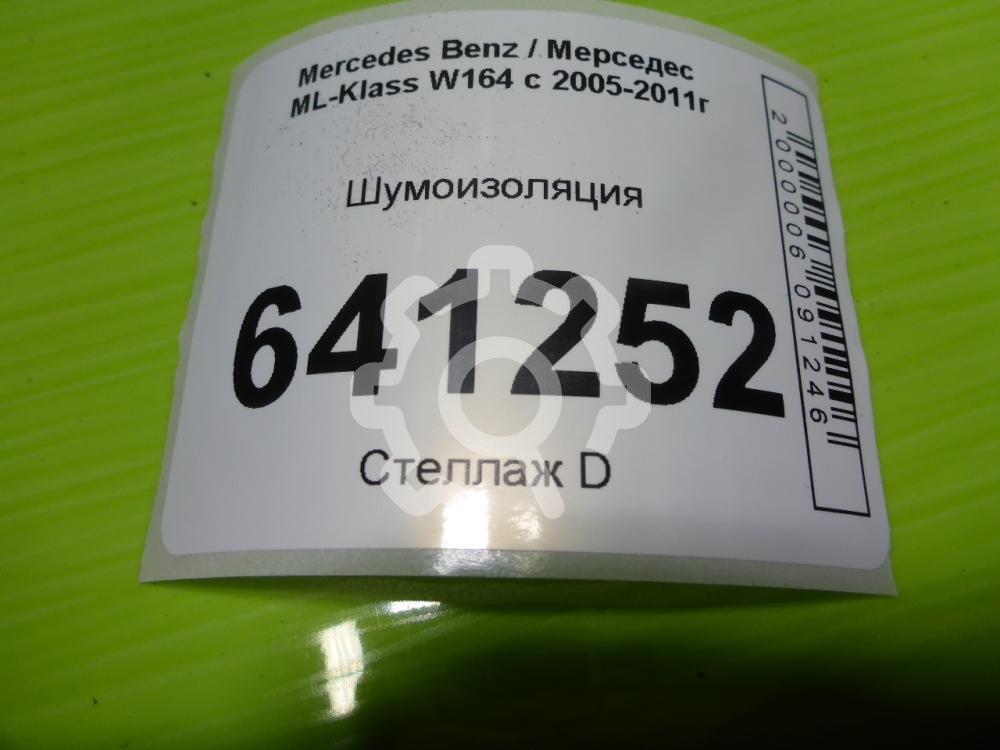 Mercedes Benz / Мерседес
ML-Klass W164 с 2005-2011г
Шумоизоляция
641252
Стеллаж D
2000006091246